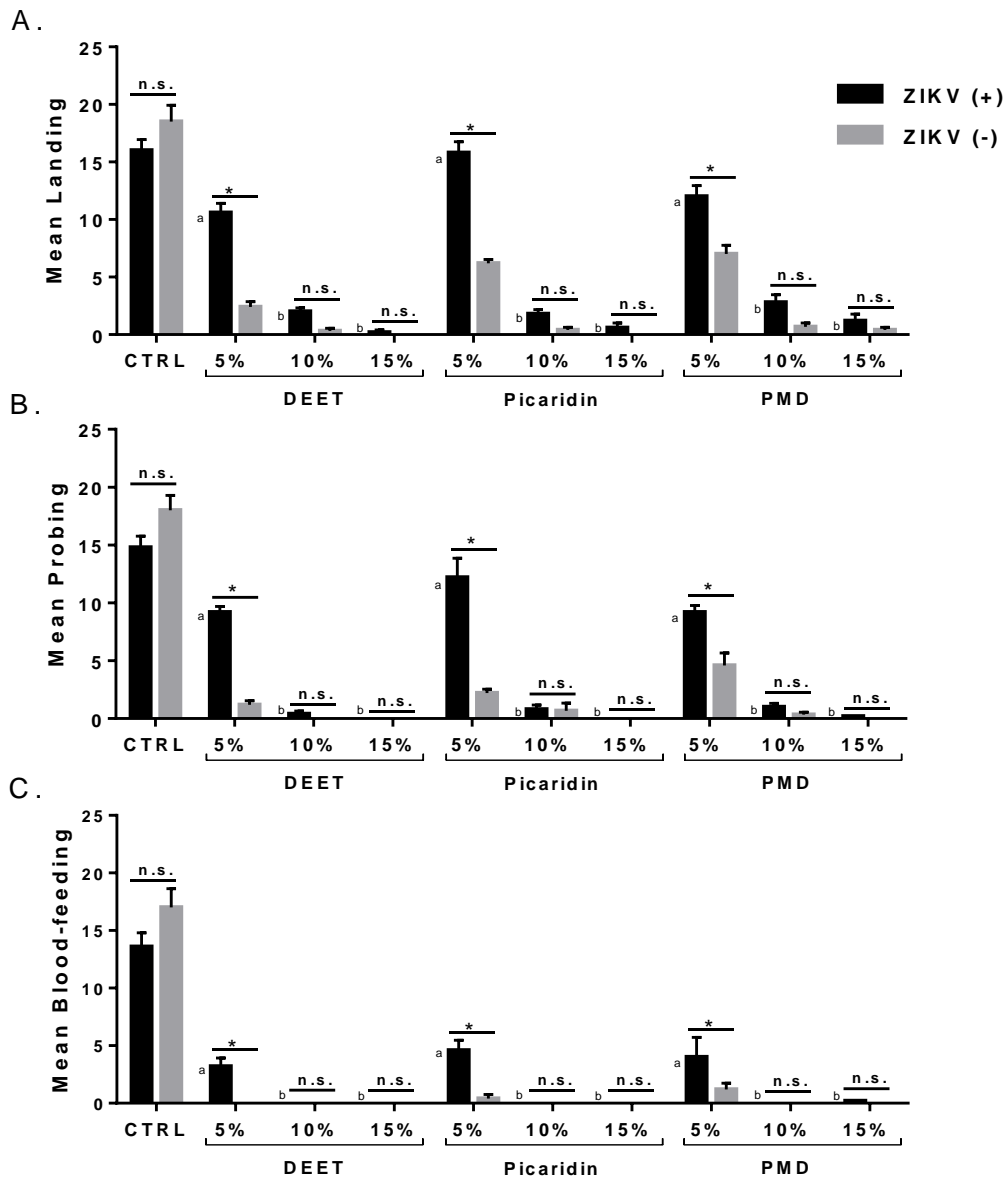 A.
25
20
15
10
5
0
Mean Landing
n.s.
*
*
*
n.s.
n.s.
n.s.
n.s.
n.s.
n.s.
a
b
b
a
b
b
a
b
b
ZIKV (+)
ZIKV (-)
CTRL 5% 10% 15% 5% 10% 15% 5% 10% 15%
DEET Picaridin PMD
B.
25
20
15
10
5
0
Mean Probing
n.s.
*
*
*
n.s.
n.s.
n.s.
n.s.
n.s.
n.s.
a
b
b
a
b
b
a
b
b
CTRL 5% 10% 15% 5% 10% 15% 5% 10% 15%
DEET Picaridin PMD
C.
25
20
15
10
5
0
Mean Blood-feeding
n.s.
*
*
*
n.s.
n.s.
n.s.
n.s.
n.s.
n.s.
a
b
b
a
b
b
a
b
b
CTRL 5% 10% 15% 5% 10% 15% 5% 10% 15%
DEET Picaridin PMD